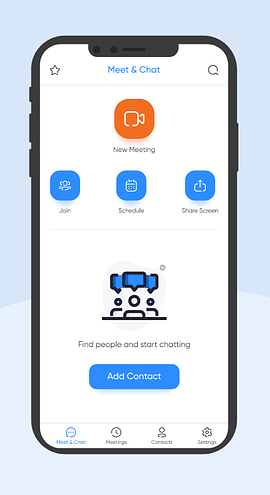 Meet & Chat
New Meeting
Join
Schedule
Share Screen
Find people and start chatting
Add Contact
Meet & Chat
Meetings
Contacts
Settings